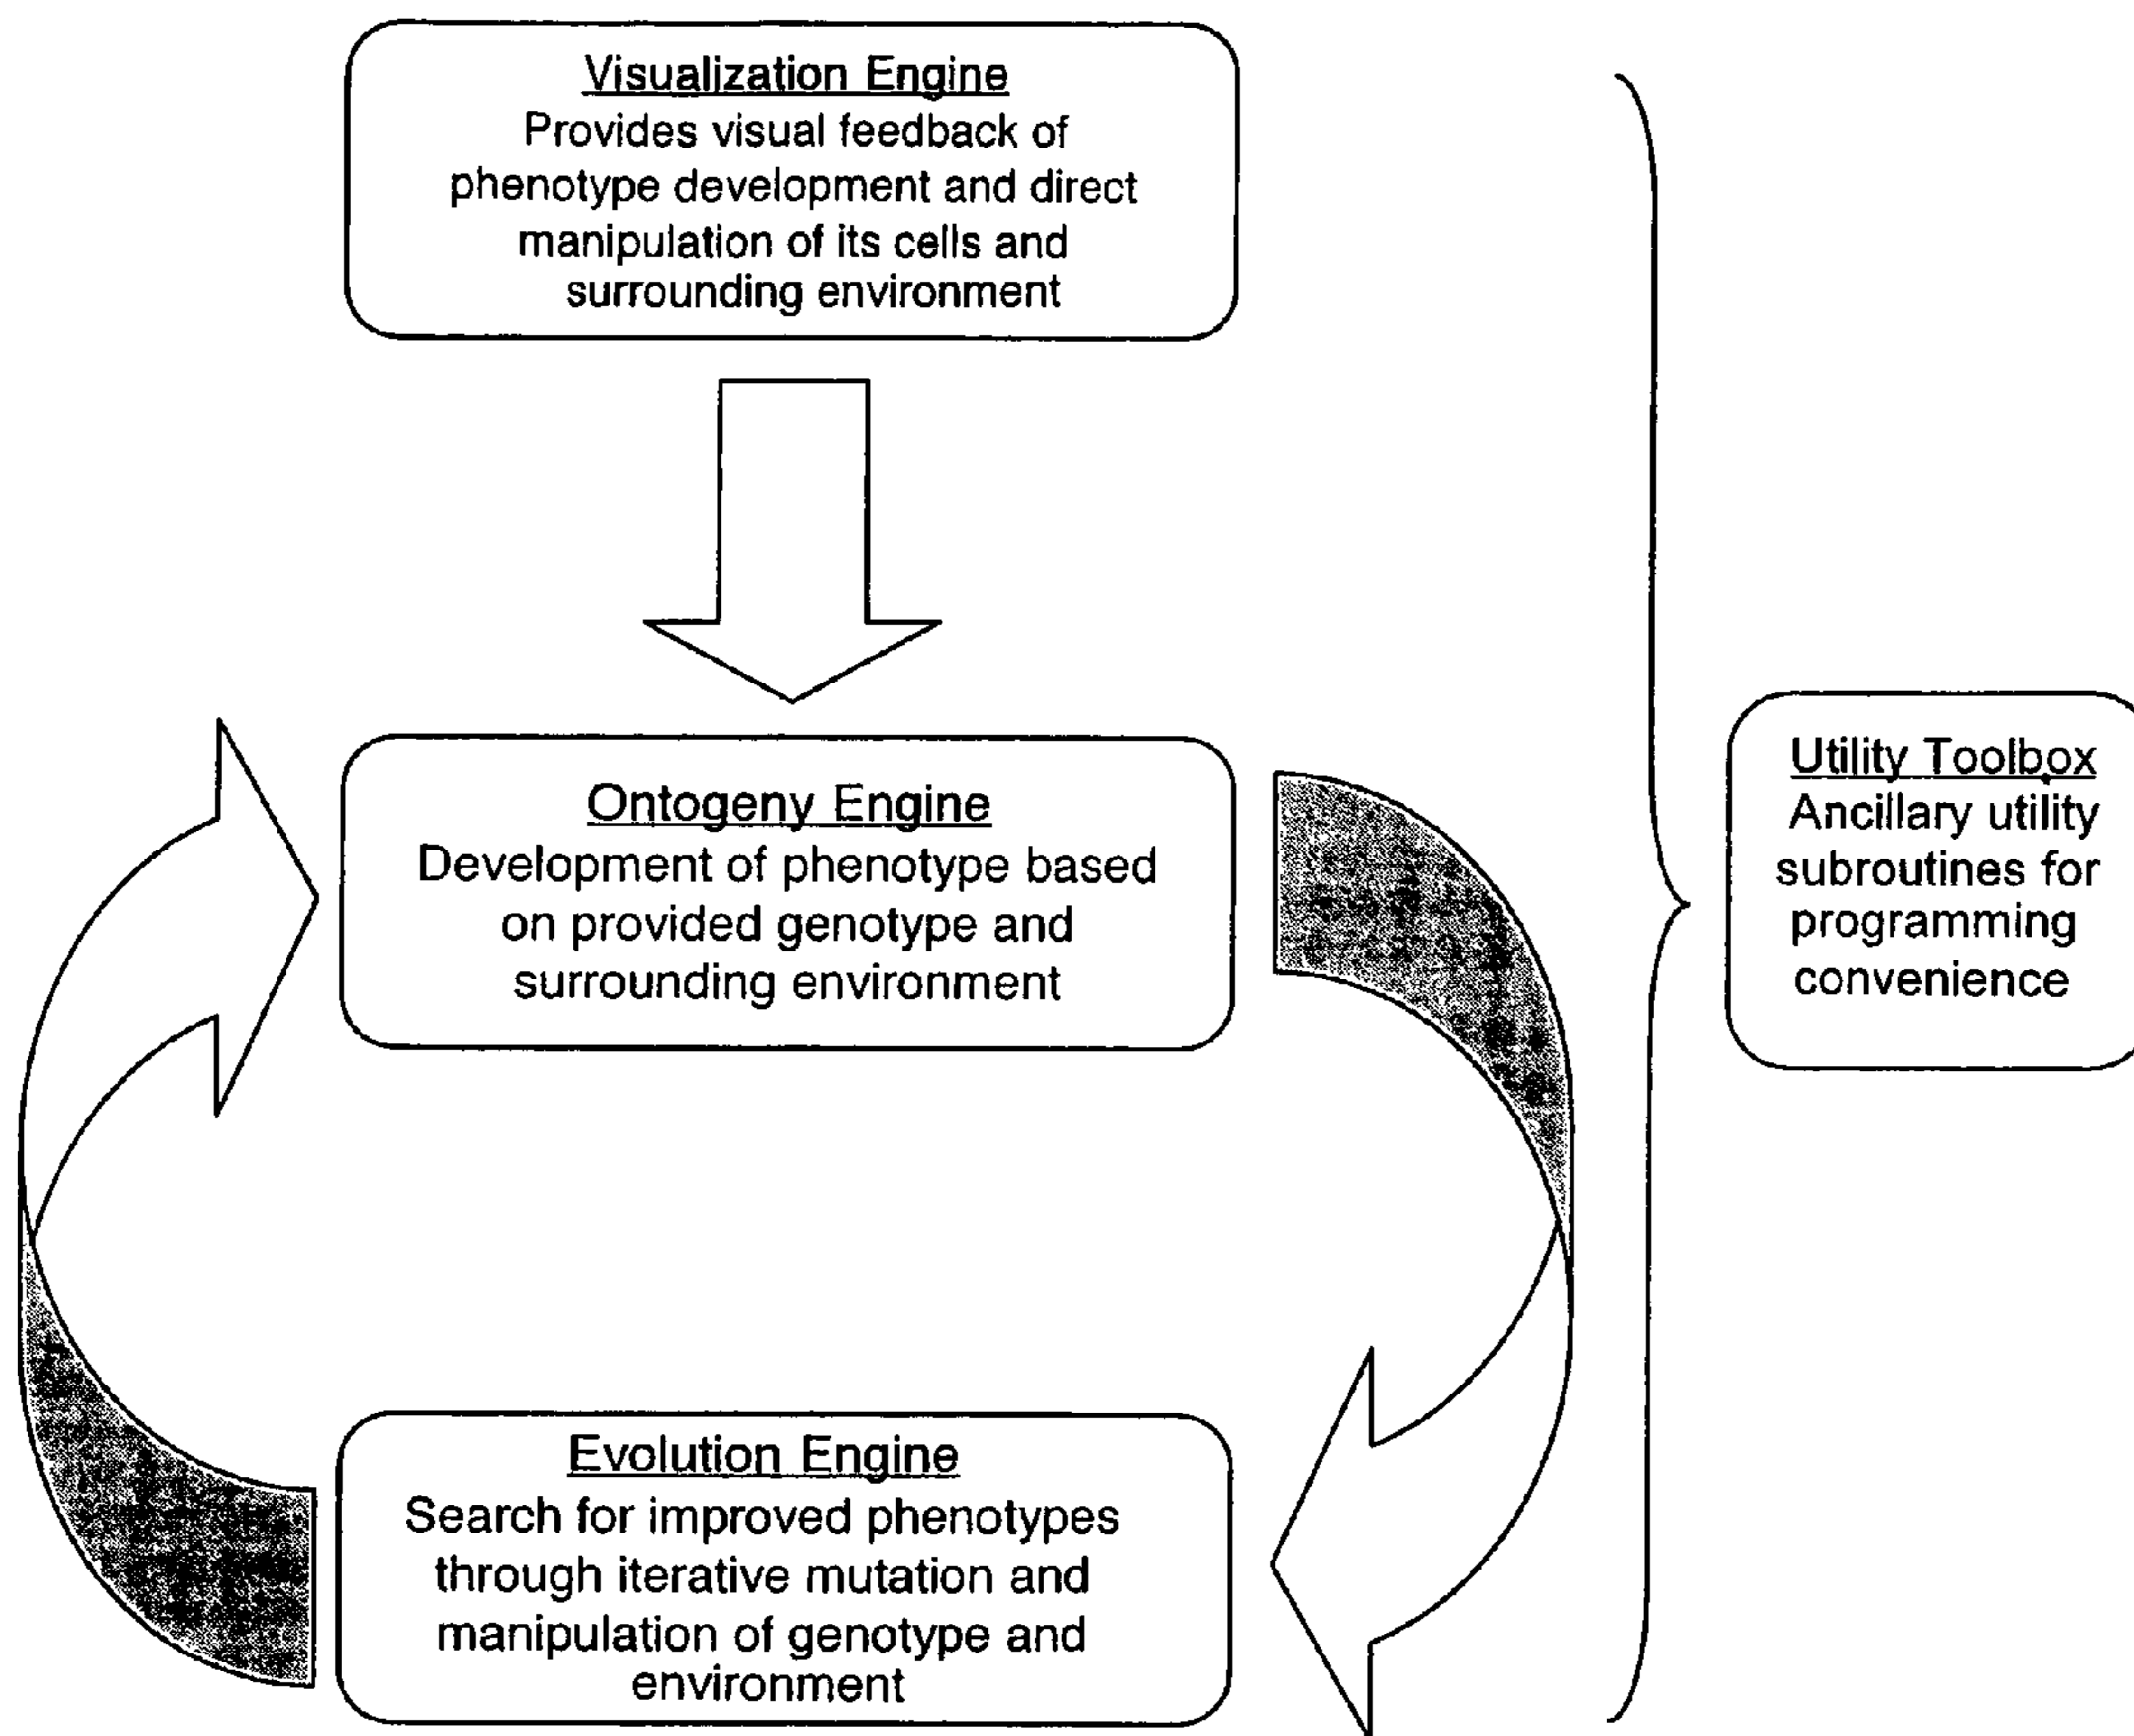 Visualization Engine
Provides visual feedback of
phenotype development and direct
manipulation of its cells and
surrounding environment
Ontogeny Engine
Development of phenotype based
on provided genotype and
surrounding environment
Utility Toolbox
Ancillary utility
subroutines for
programming
convenience
Evolution Engine
Search for improved phenotypes
through iterative mutation and
manipulation of genotype and
environment